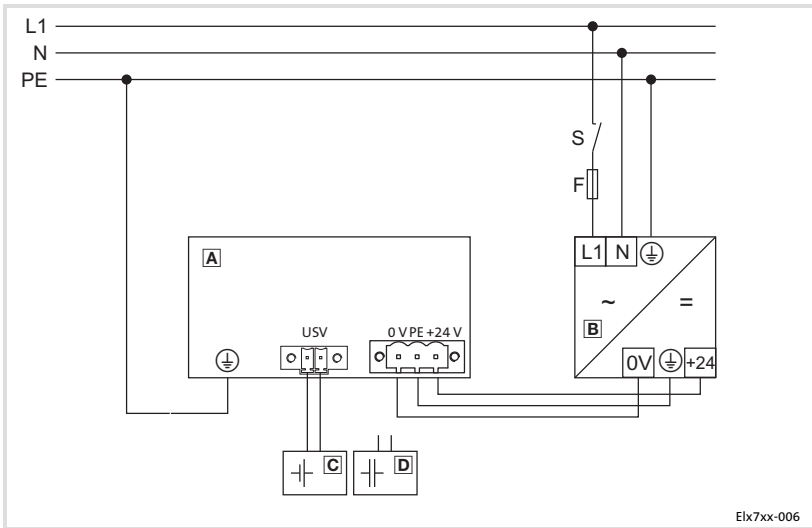 L1
N
PE
S
F
A
L1 N
~ =
B
USV
0 V PE +24 V
0V +24
C
D
Elx7xx-006